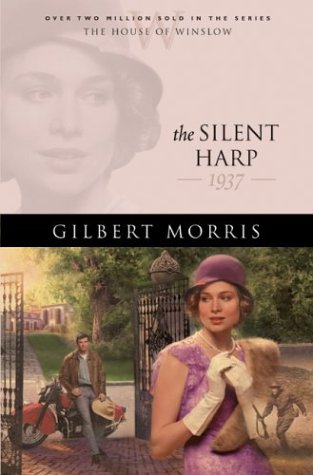 OVER TWO MILLION SOLD IN THE SERIES
W
THE HOUSE OF WINSLOW
the SILENT
HARP
1937
GILBERT MORRIS